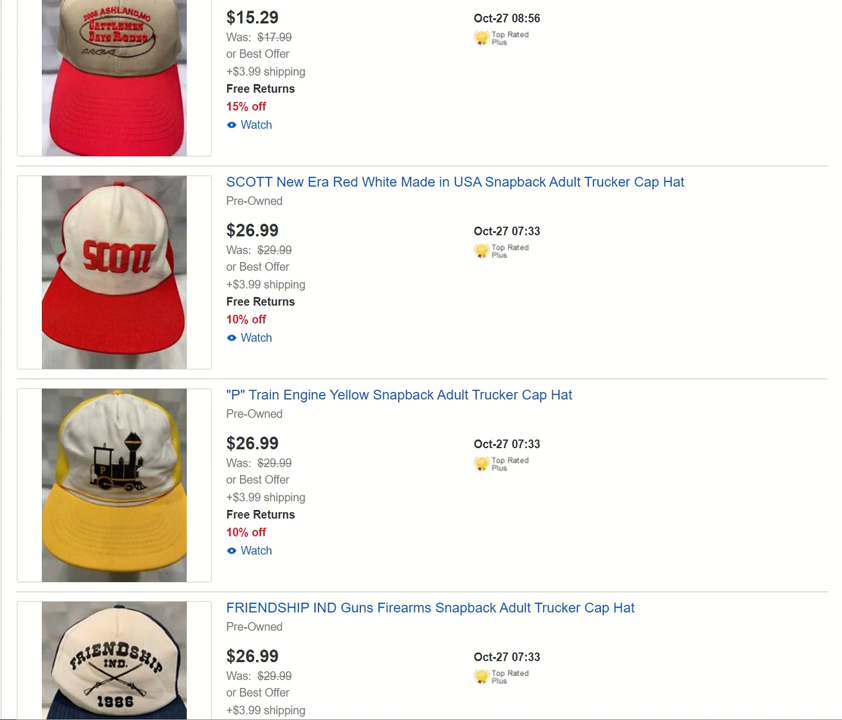 2005 ASHLAND,MO
CATTLEMEN
DAYS RODEO
$15.29
Was: $17.99
or Best Offer
+$3.99 shipping
Free Returns
15% off
Watch
Oct-27 08:56
Top Rated
Plus
SCOTT New Era Red White Made in USA Snapback Adult Trucker Cap Hat
Pre-Owned
SCOTT
$26.99
Was: $29.99
or Best Offer
+$3.99 shipping
Free Returns
10% off
Watch
Oct-27 07:33
Top Rated
Plus
"P" Train Engine Yellow Snapback Adult Trucker Cap Hat
Pre-Owned
P
$26.99
Was: $29.99
or Best Offer
+$3.99 shipping
Free Returns
10% off
Watch
Oct-27 07:33
Top Rated
Plus
FRIENDSHIP IND Guns Firearms Snapback Adult Trucker Cap Hat
Pre-Owned
FRIENDSHIP
IND.
1986
$26.99
Was: $29.99
or Best Offer
+$3.99 shipping
Oct-27 07:33
Top Rated
Plus